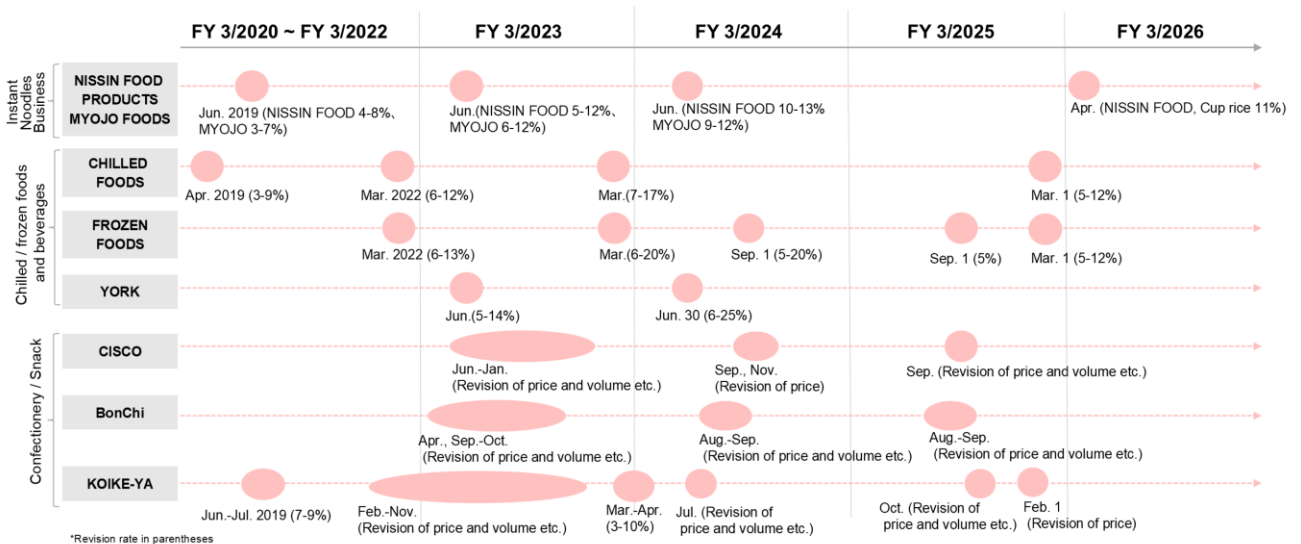 FY 3/2020 ~ FY 3/2022
FY 3/2023
FY 3/2024
FY 3/2025
FY 3/2026
Instant
Noodles
Business
NISSIN FOOD
PRODUCTS
MYOJO FOODS
Jun. 2019 (NISSIN FOOD 4-8%、
MYOJO 3-7%)
Jun.(NISSIN FOOD 5-12%、
MYOJO 6-12%)
Jun. (NISSIN FOOD 10-13%
MYOJO 9-12%)
Apr. (NISSIN FOOD, Cup rice 11%)
Chilled / frozen foods
and beverages
CHILLED
FOODS
Apr. 2019 (3-9%)
Mar. 2022 (6-12%)
Mar.(7-17%)
Mar. 1 (5-12%)
FROZEN
FOODS
Mar. 2022 (6-13%)
Mar.(6-20%)
Sep. 1 (5-20%)
Sep. 1 (5%)
Mar. 1 (5-12%)
YORK
Jun.(5-14%)
Jun. 30 (6-25%)
Confectionery / Snack
CISCO
Jun.-Jan.
(Revision of price and volume etc.)
Sep., Nov.
(Revision of price)
Sep. (Revision of price and volume etc.)
BonChi
Apr., Sep.-Oct.
(Revision of price and volume etc.)
Aug.-Sep.
(Revision of price and volume etc.)
Aug.-Sep.
(Revision of price and volume etc.)
KOIKE-YA
Jun.-Jul. 2019 (7-9%)
Feb.-Nov.
(Revision of price and volume etc.)
Mar.-Apr.
(3-10%)
Jul. (Revision of
price and volume etc.)
Oct. (Revision of
price and volume etc.)
Feb. 1
(Revision of price)
*Revision rate in parentheses